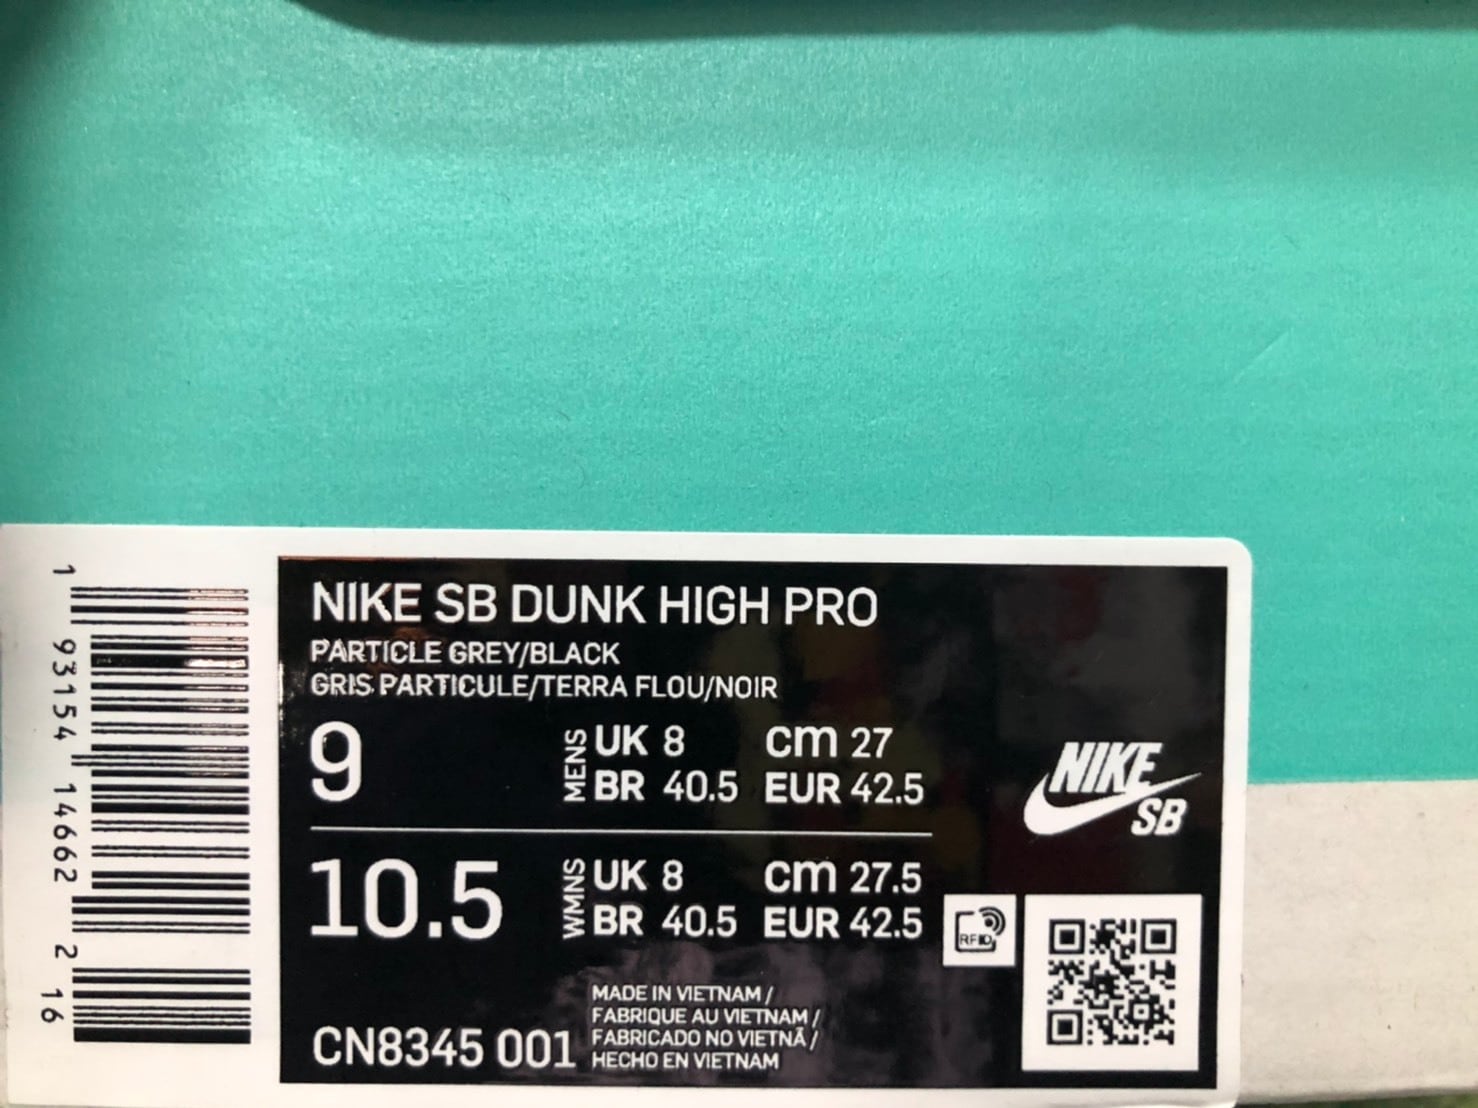 NIKE SB DUNK HIGH PRO
PARTICLE GREY/BLACK
GRIS PARTICULE/TERRA FLOU/NOIR
9
MENS
UK 8 cm 27
BR 40.5 EUR 42.5
10.5
WMNS
UK 8 cm 27.5
BR 40.5 EUR 42.5
CN8345 001
MADE IN VIETNAM /
FABRIQUE AU VIETNAM /
FABRICADO NO VIETNÃ /
HECHO EN VIETNAM
NIKE
SB
RFID
1 93154 14662 2 16